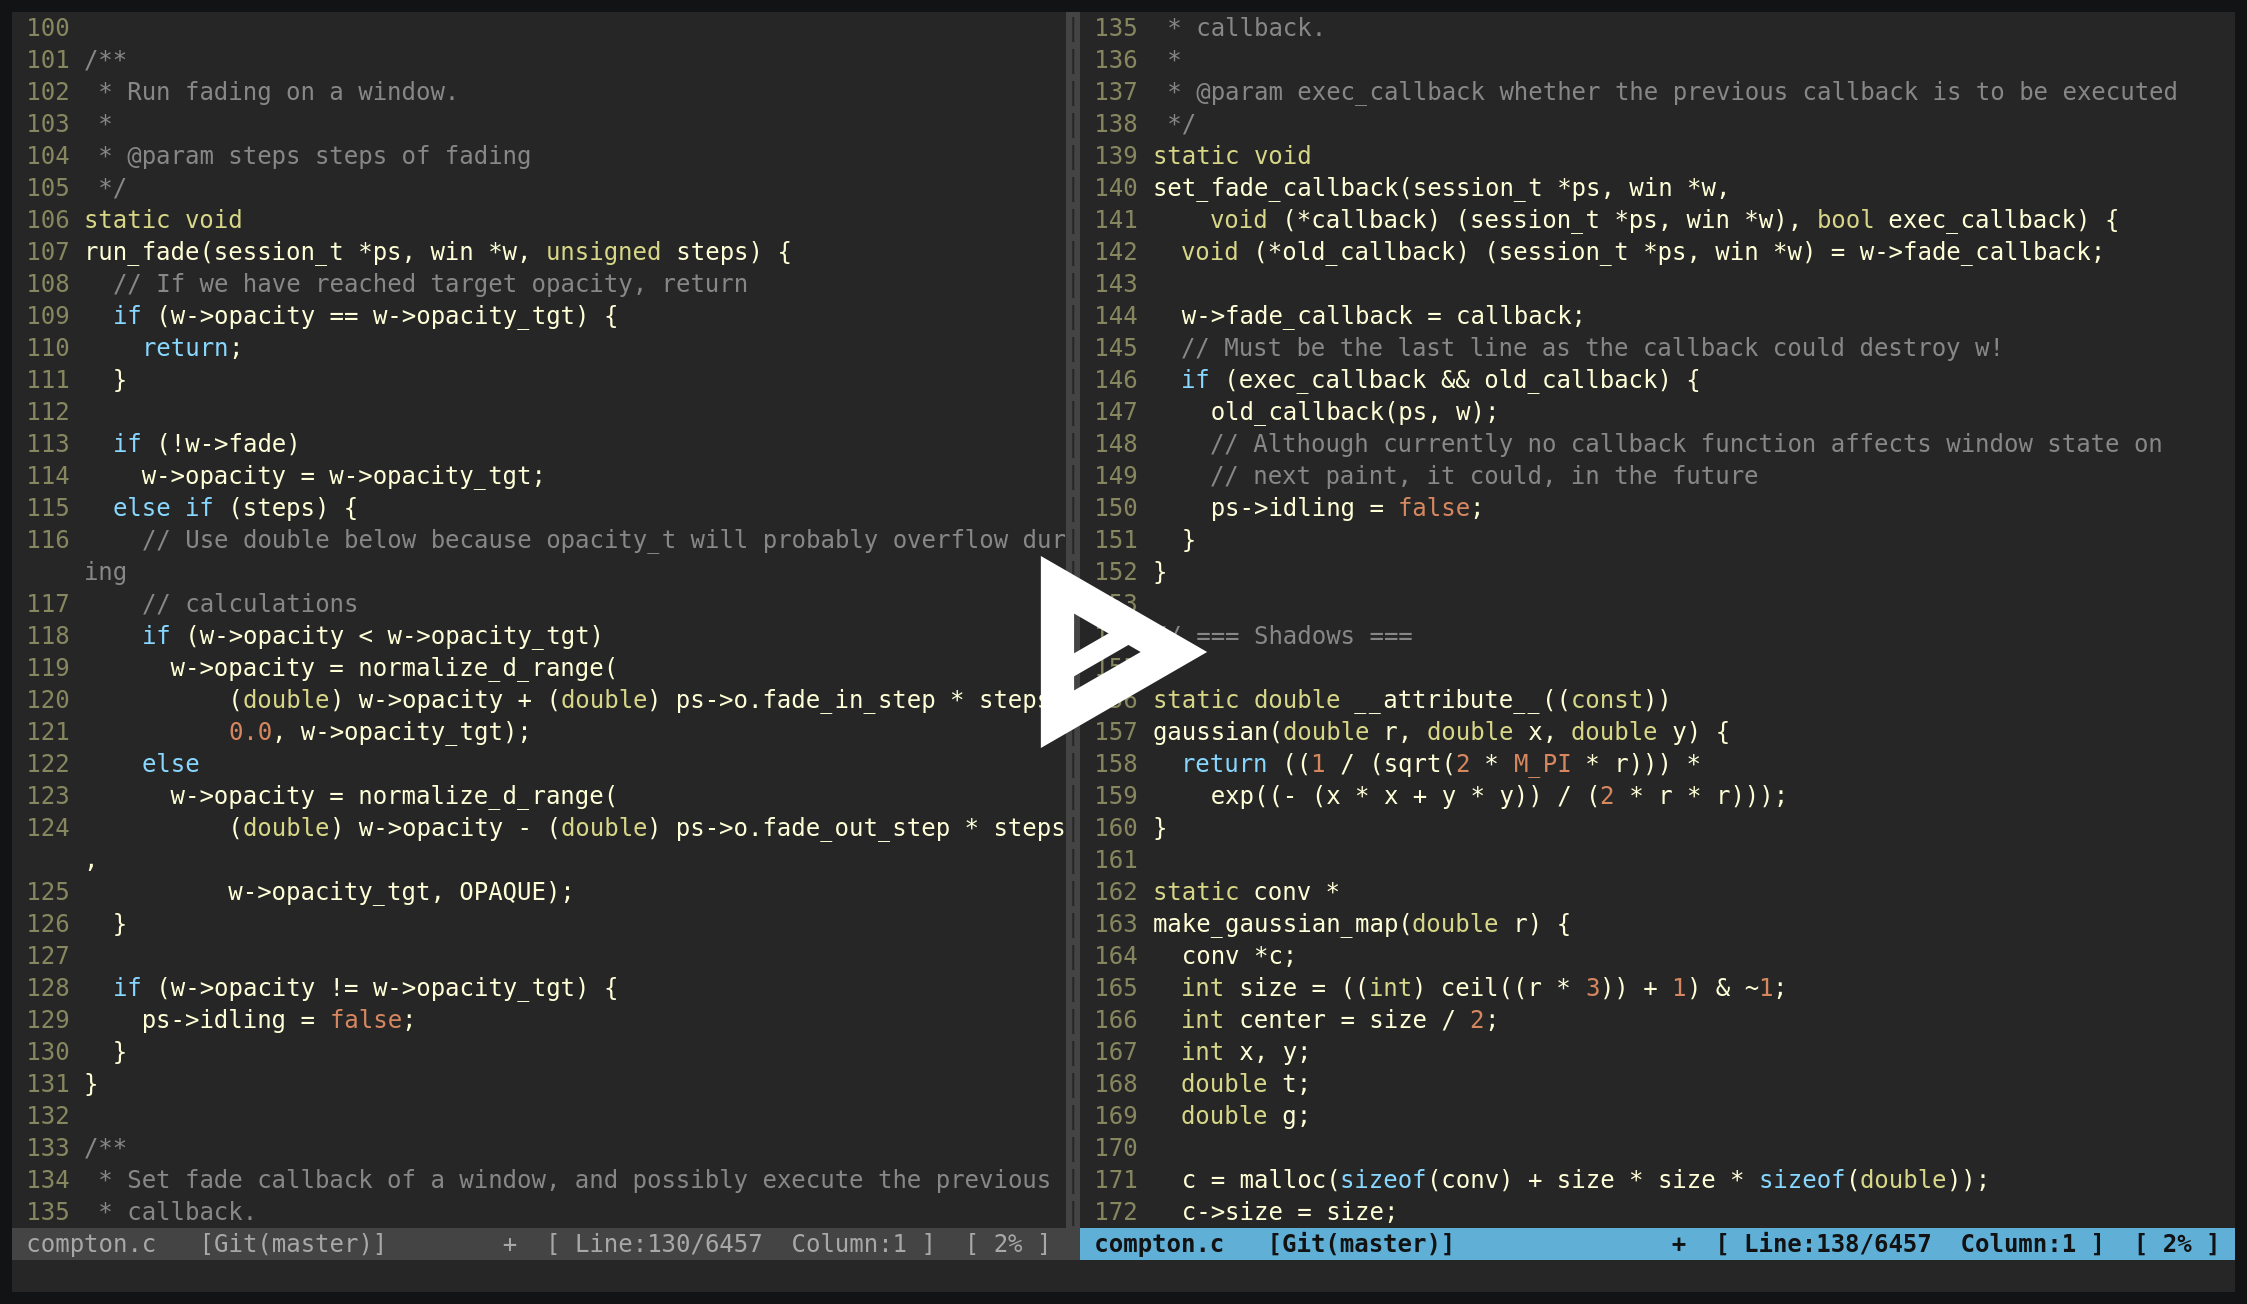 100
101 /**
102  * Run fading on a window.
103  *
104  * @param steps steps of fading
105  */
106 static void
107 run_fade(session_t *ps, win *w, unsigned steps) {
108   // If we have reached target opacity, return
109   if (w->opacity == w->opacity_tgt) {
110     return;
111   }
112
113   if (!w->fade)
114     w->opacity = w->opacity_tgt;
115   else if (steps) {
116     // Use double below because opacity_t will probably overflow dur
ing
117     // calculations
118     if (w->opacity < w->opacity_tgt)
119       w->opacity = normalize_d_range(
120           (double) w->opacity + (double) ps->o.fade_in_step * steps
121           0.0, w->opacity_tgt);
122     else
123       w->opacity = normalize_d_range(
124           (double) w->opacity - (double) ps->o.fade_out_step * steps
,
125           w->opacity_tgt, OPAQUE);
126   }
127
128   if (w->opacity != w->opacity_tgt) {
129     ps->idling = false;
130   }
131 }
132
133 /**
134  * Set fade callback of a window, and possibly execute the previous
135  * callback.
compton.c   [Git(master)]        +  [ Line:130/6457  Column:1 ]  [ 2% ]
135  * callback.
136  *
137  * @param exec_callback whether the previous callback is to be executed
138  */
139 static void
140 set_fade_callback(session_t *ps, win *w,
141     void (*callback) (session_t *ps, win *w), bool exec_callback) {
142   void (*old_callback) (session_t *ps, win *w) = w->fade_callback;
143
144   w->fade_callback = callback;
145   // Must be the last line as the callback could destroy w!
146   if (exec_callback && old_callback) {
147     old_callback(ps, w);
148     // Although currently no callback function affects window state on
149     // next paint, it could, in the future
150     ps->idling = false;
151   }
152 }
153
=== Shadows ===
155
156 static double __attribute__((const))
157 gaussian(double r, double x, double y) {
158   return ((1 / (sqrt(2 * M_PI * r))) *
159     exp((- (x * x + y * y)) / (2 * r * r)));
160 }
161
162 static conv *
163 make_gaussian_map(double r) {
164   conv *c;
165   int size = ((int) ceil((r * 3)) + 1) & ~1;
166   int center = size / 2;
167   int x, y;
168   double t;
169   double g;
170
171   c = malloc(sizeof(conv) + size * size * sizeof(double));
172   c->size = size;
compton.c   [Git(master)]               +  [ Line:138/6457  Column:1 ]  [ 2% ]